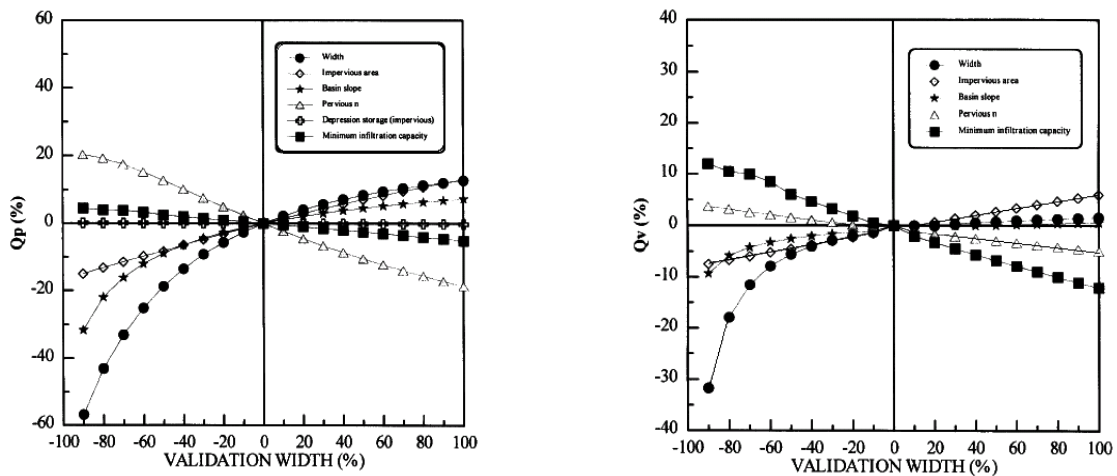 60
40
20
0
-20
-40
-60
Qp (%)
Width
Impervious area
Basin slope
Pervious n
Depression storage (impervious)
Minimum infiltration capacity
-100 -80 -60 -40 -20 0 20 40 60 80 100
VALIDATION WIDTH (%)
40
30
20
10
0
-10
-20
-30
-40
Qv (%)
Width
Impervious area
Basin slope
Pervious n
Minimum infiltration capacity
-100 -80 -60 -40 -20 0 20 40 60 80 100
VALIDATION WIDTH (%)